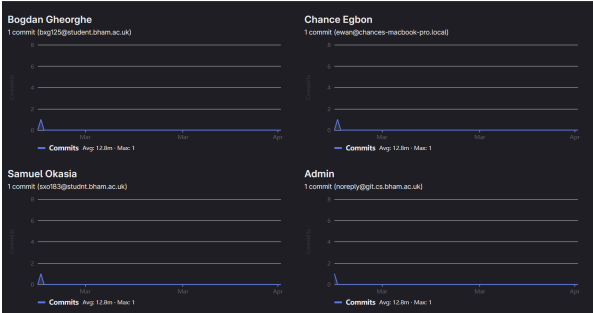 Bogdan Gheorghe
1 commit (bxg125@student.bham.ac.uk)
8
6
4
2
0
Mar
Mar
Apr
Commits Avg: 12.8m · Max: 1
Chance Egbon
1 commit (ewan@chances-macbook-pro.local)
8
6
4
2
0
Mar
Mar
Apr
Commits Avg: 12.8m · Max: 1
Samuel Okasia
1 commit (sxo183@studnt.bham.ac.uk)
8
6
4
2
0
Mar
Mar
Apr
Commits Avg: 12.8m · Max: 1
Admin
1 commit (noreply@git.cs.bham.ac.uk)
8
6
4
2
0
Mar
Mar
Apr
Commits Avg: 12.8m · Max: 1